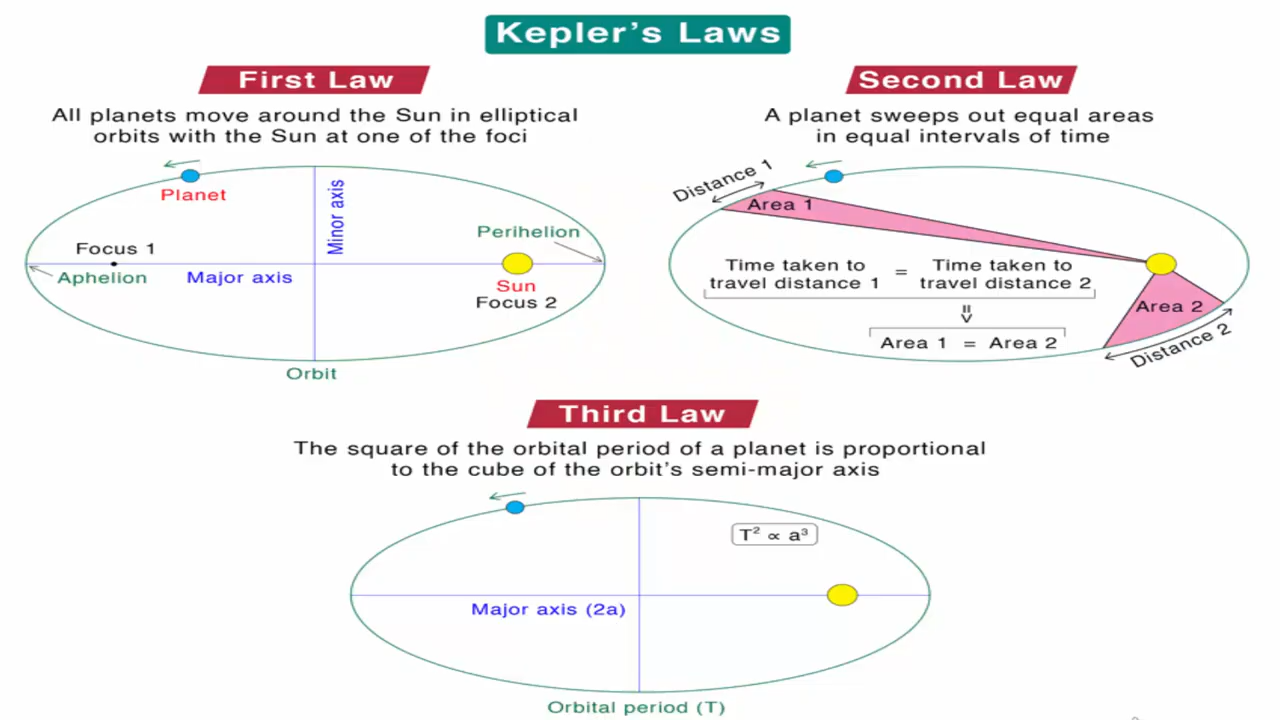 Kepler's Laws
First Law
All planets move around the Sun in elliptical
orbits with the Sun at one of the foci
Planet
Minor axis
Focus 1
Perihelion
Aphelion
Major axis
Sun
Focus 2
Orbit
Second Law
A planet sweeps out equal areas
in equal intervals of time
Distance 1
Area 1
Time taken to
travel distance 1
=
Time taken to
travel distance 2
Area 2
Distance 2
Area 1 = Area 2
Third Law
The square of the orbital period of a planet is proportional
to the cube of the orbit's semi-major axis
T² ∝ a³
Major axis (2a)
Orbital period (T)